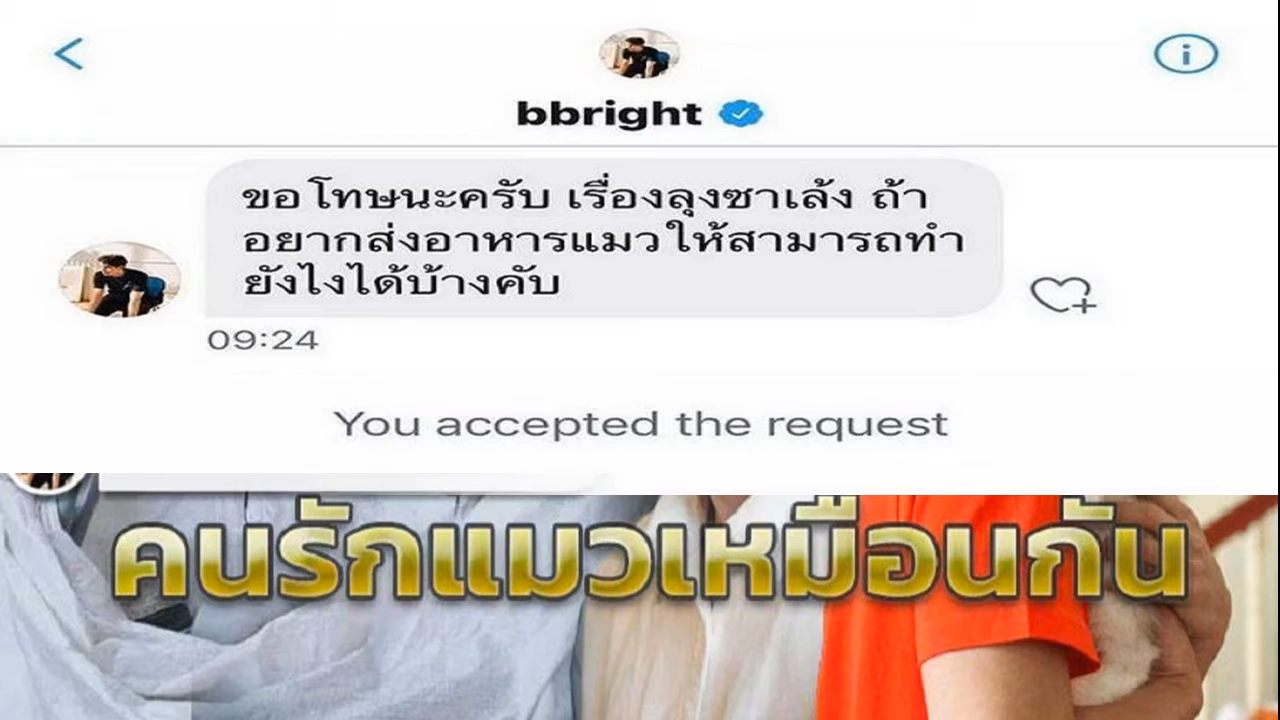 bbright
ขอโทษนะครับ เรื่องลุงซาเล้ง ถ้า
อยากส่งอาหารแมวให้สามารถทำ
ยังไงได้บ้างคับ
09:24
You accepted the request
คนรักแมวเหมือนกัน